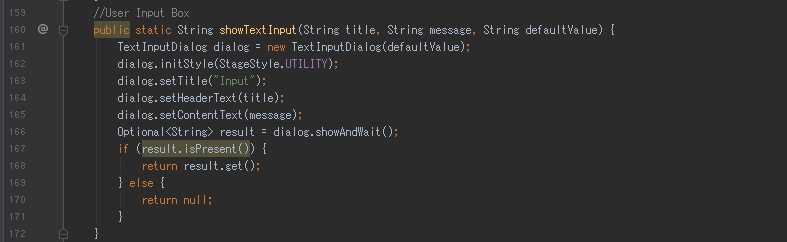 159 //User Input Box
160 @ public static String showTextInput(String title, String message, String defaultValue) {
161 TextInputDialog dialog = new TextInputDialog(defaultValue);
162 dialog.initStyle(StageStyle.UTILITY);
163 dialog.setTitle("Input");
164 dialog.setHeaderText(title);
165 dialog.setContentText(message);
166 Optional<String> result = dialog.showAndWait();
167 if (result.isPresent()) {
168 return result.get();
169 } else {
170 return null;
171 }
172 }